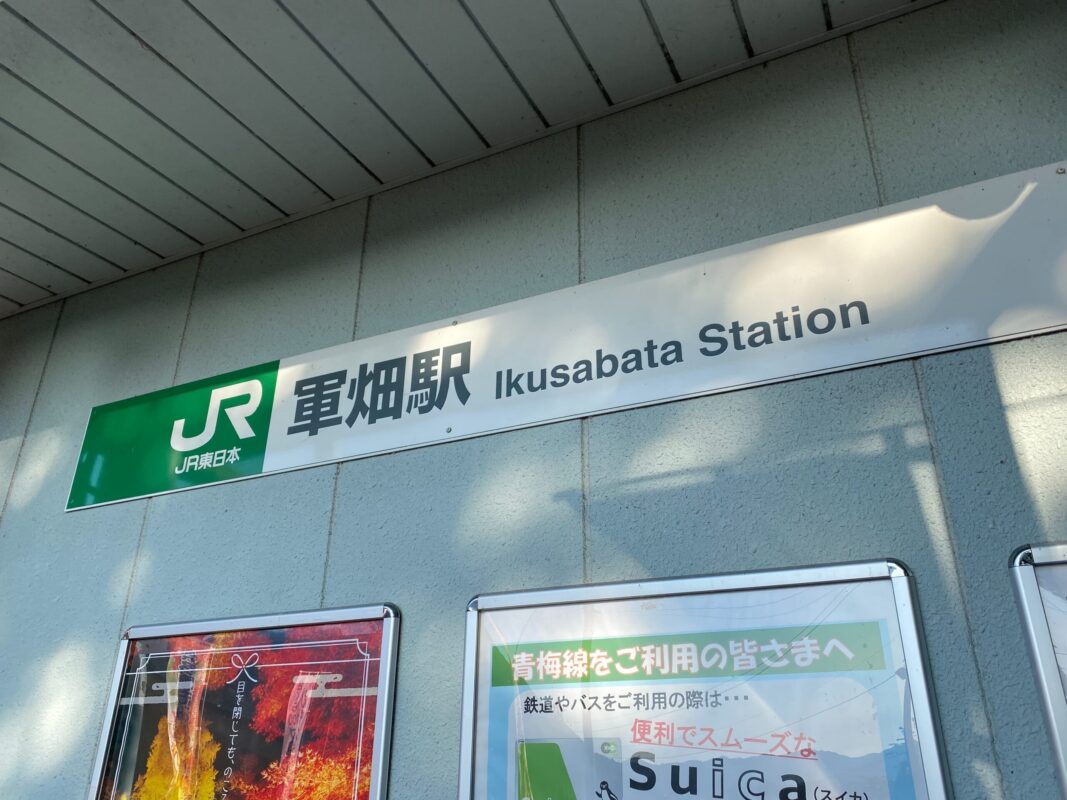 JR
JR東日本
軍畑駅 Ikusabata Station
目を閉じても、のこ
青梅線をご利用の皆さまへ
鉄道やバスをご利用の際は…
便利でスムーズな
Suica(スイカ)